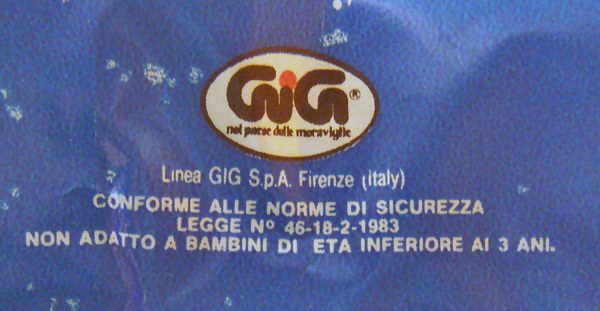 GiG®
nel paese delle meraviglie
Linea GIG S.p.A. Firenze (Italy)
CONFORME ALLE NORME DI SICUREZZA
LEGGE Nº 46-18-2-1983
NON ADATTO A BAMBINI DI ETA INFERIORE AI 3 ANI.